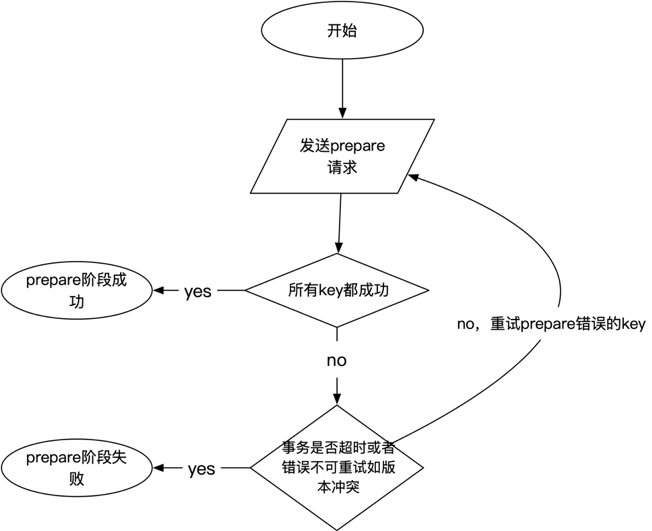 开始
发送prepare
请求
所有key都成功
yes
prepare阶段成
功
no，重试prepare错误的key
no
事务是否超时或者
错误不可重试如版
本冲突
yes
prepare阶段失
败